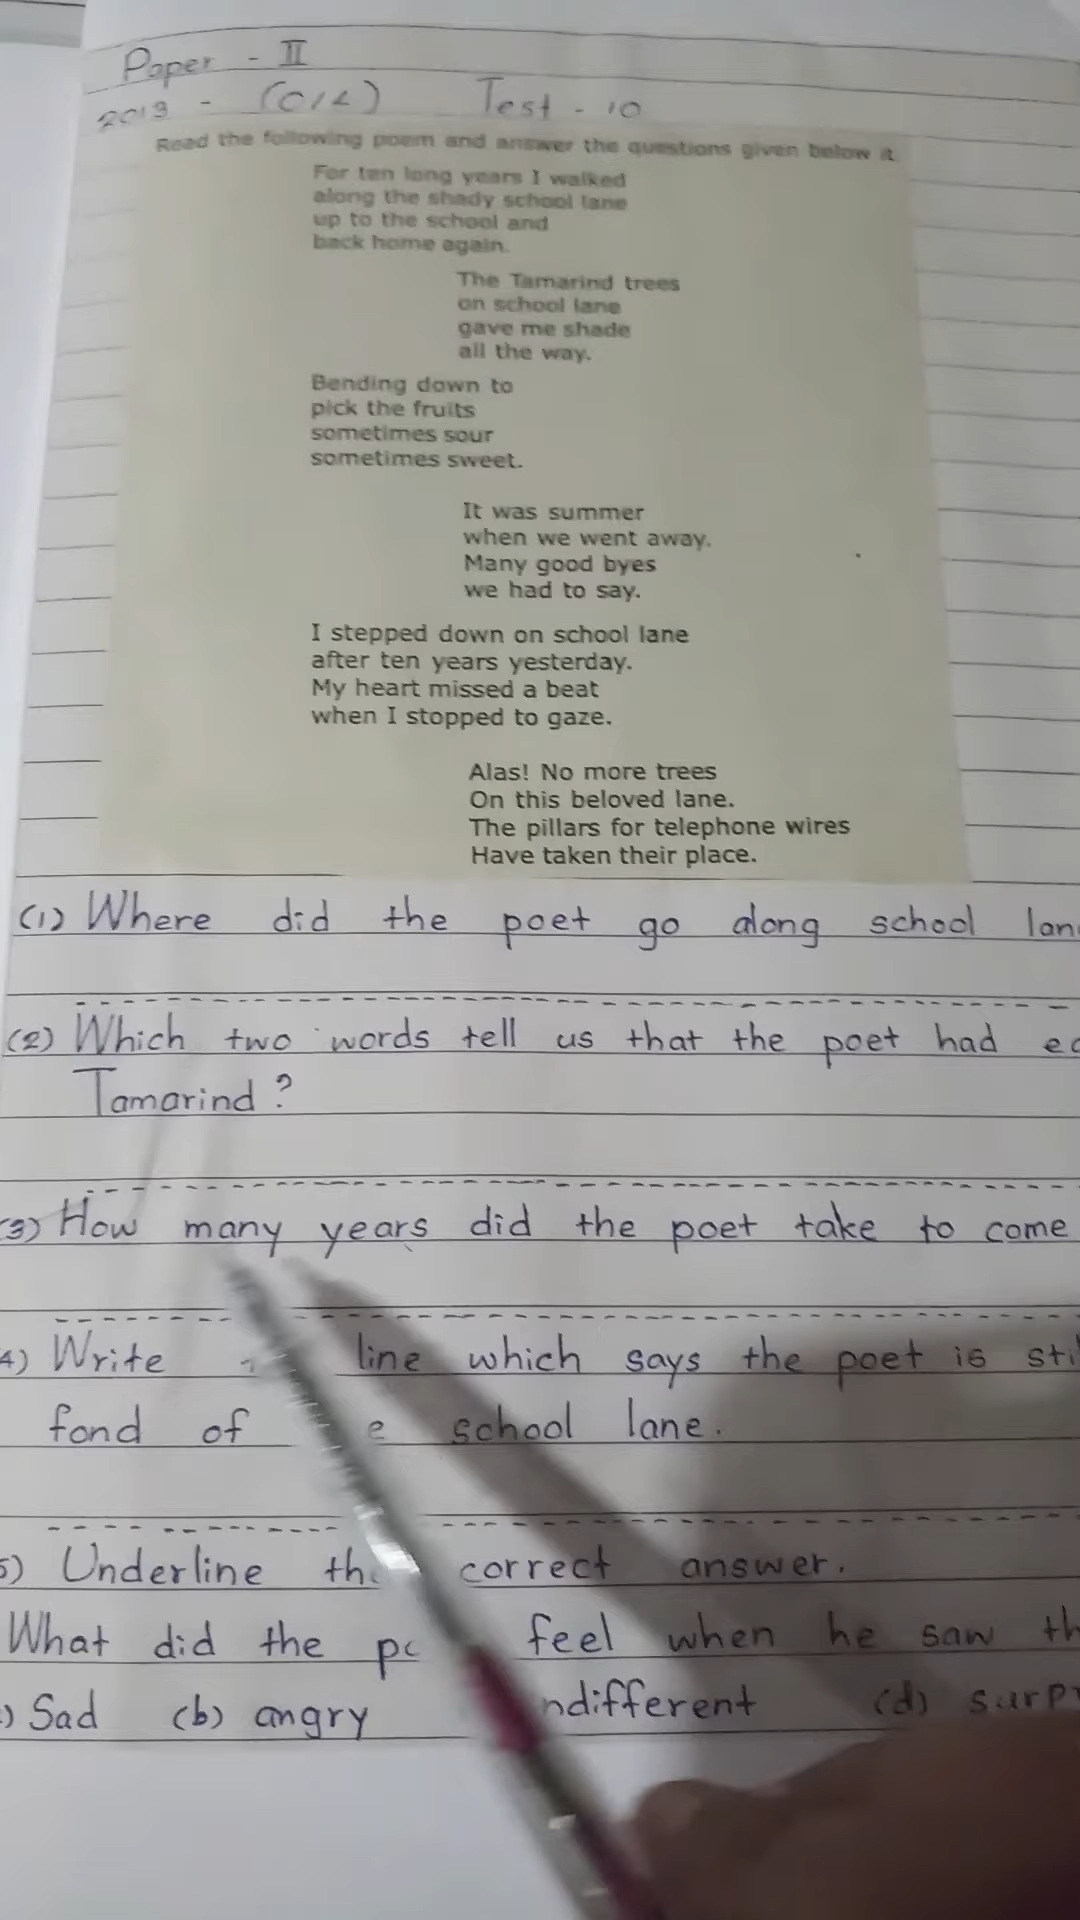 Paper - II
2013 - (O/L) Test - 10
Read the following poem and answer the questions given below it
For ten long years I walked
along the shady school lane
up to the school and
back home again.
The Tamarind trees
on school lane
gave me shade
all the way.
Bending down to
pick the fruits
sometimes sour
sometimes sweet.
It was summer
when we went away.
Many good byes
we had to say.
I stepped down on school lane
after ten years yesterday.
My heart missed a beat
when I stopped to gaze.
Alas! No more trees
On this beloved lane.
The pillars for telephone wires
Have taken their place.
(1) Where did the poet go along school
(2) Which two words tell us that the poet had
Tamarind ?
3) How many years did the poet take to come
4) Write line which says the poet is
fond of school lane.
5) Underline correct answer.
What did the feel when he saw
) Sad (b) angry ndifferent (d)